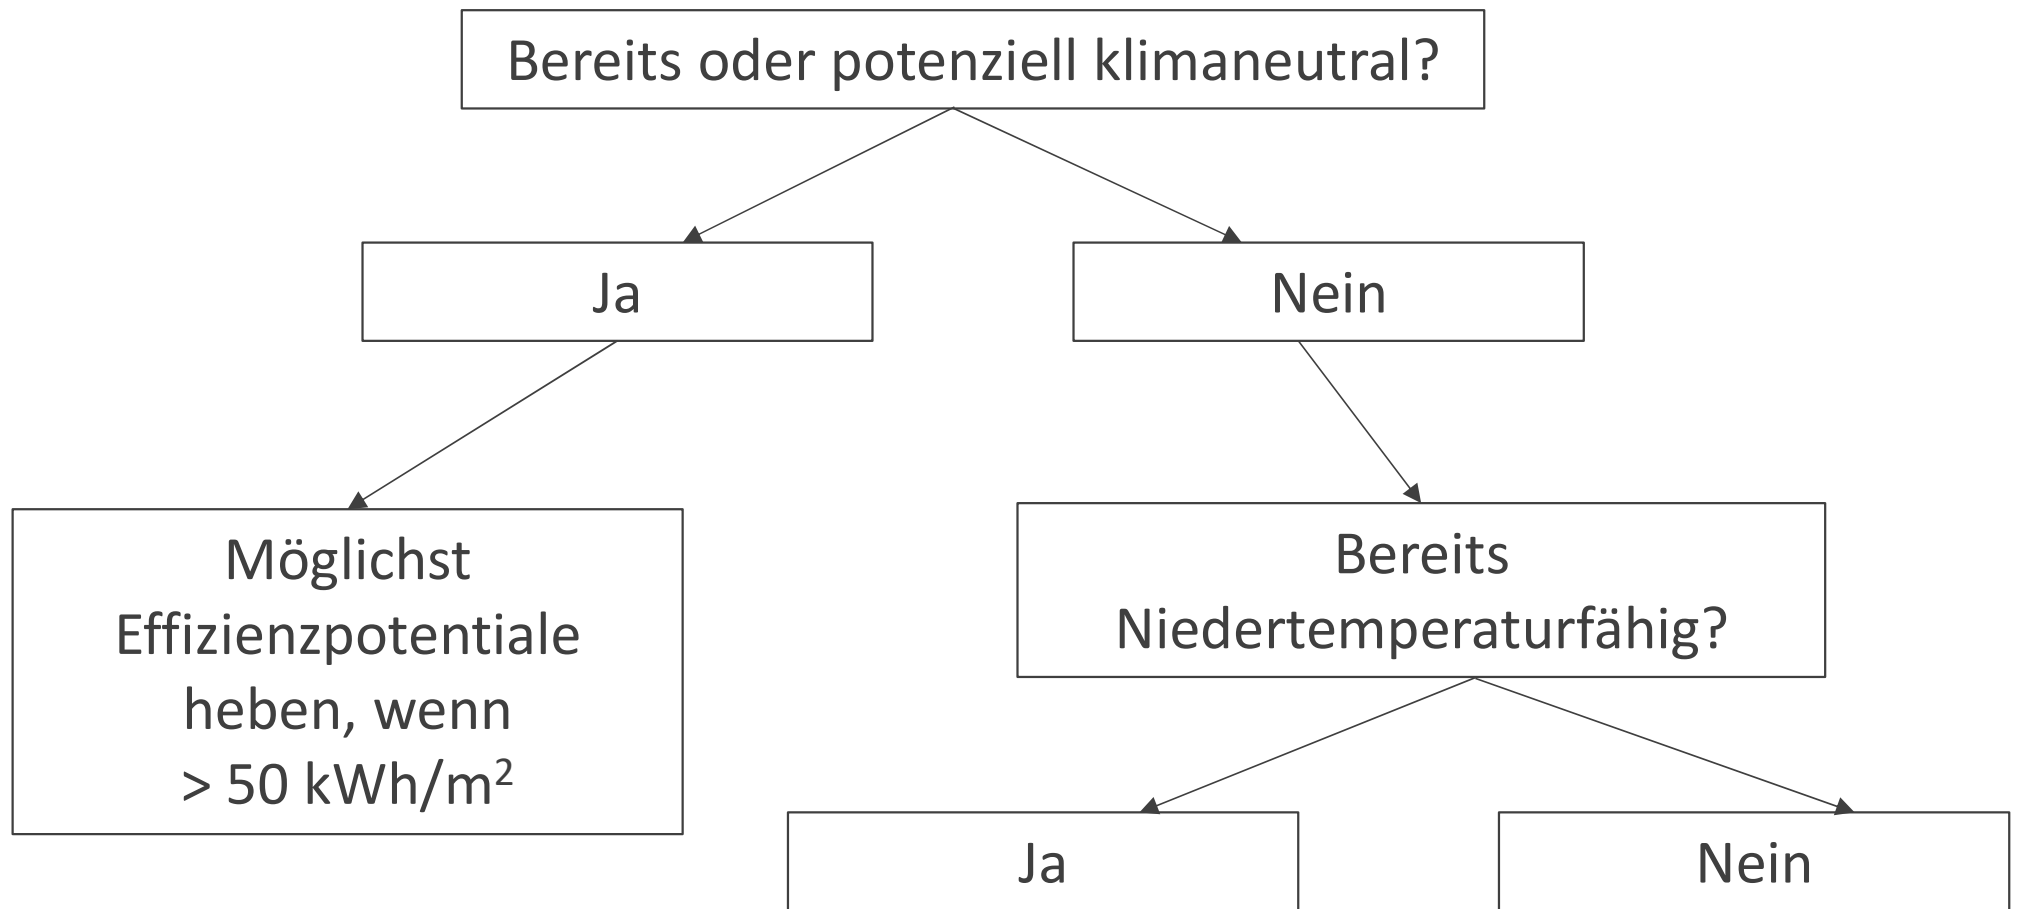 Bereits oder potenziell klimaneutral?
Ja
Nein
Möglichst
Effizienzpotentiale
heben, wenn
> 50 kWh/m²
Bereits
Niedertemperaturfähig?
Ja
Nein